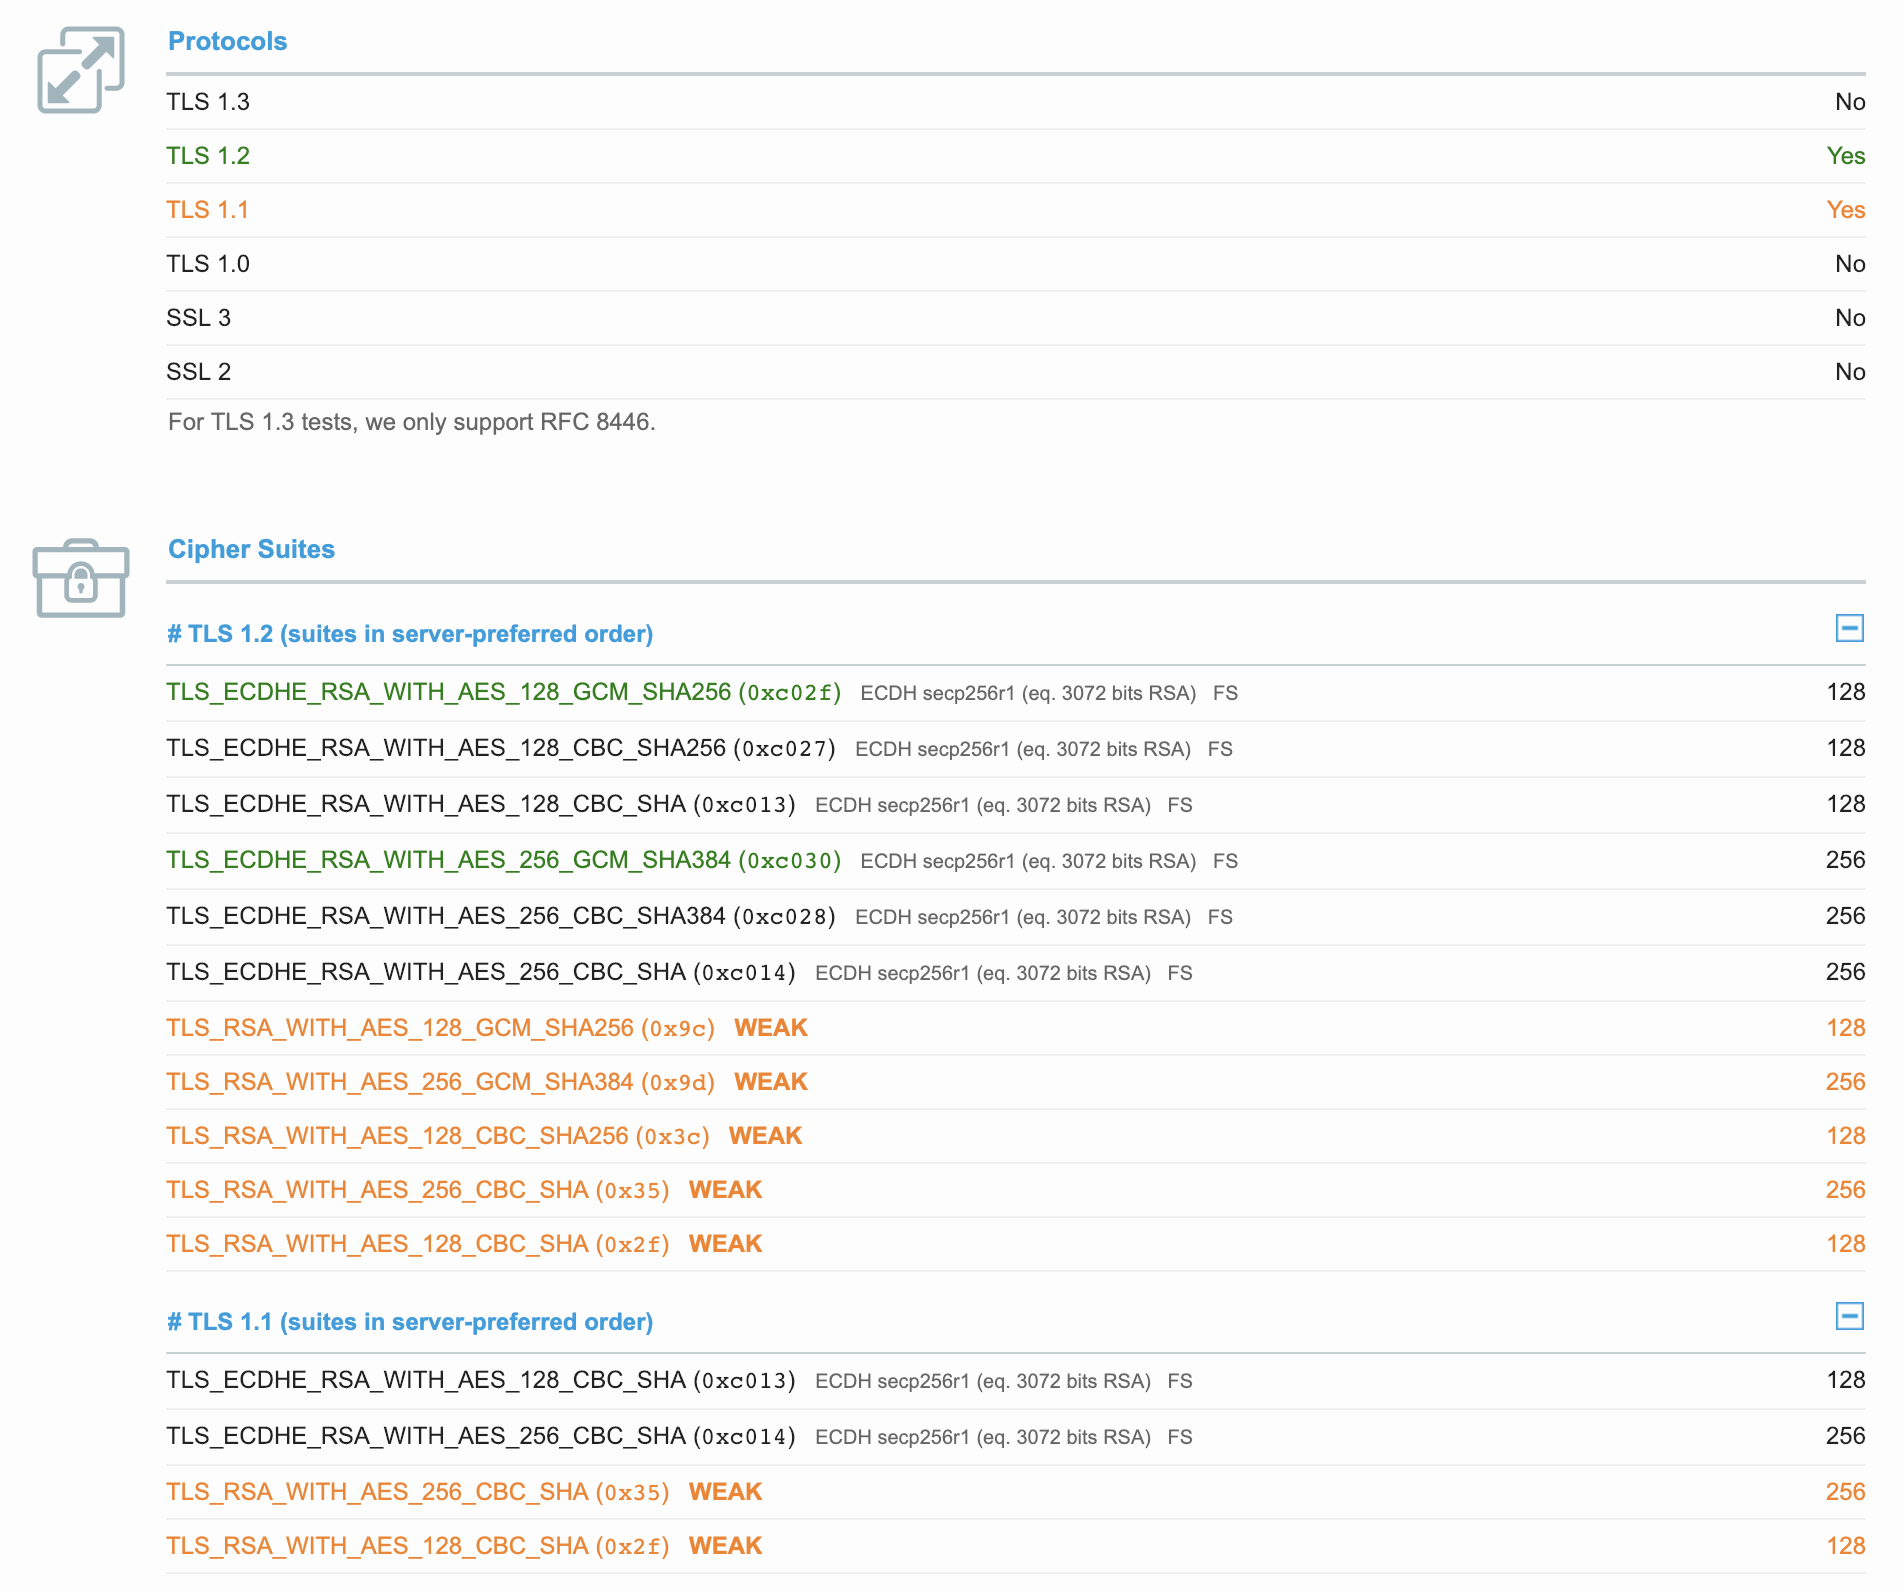 Protocols
TLS 1.3 No
TLS 1.2 Yes
TLS 1.1 Yes
TLS 1.0 No
SSL 3 No
SSL 2 No
For TLS 1.3 tests, we only support RFC 8446.
Cipher Suites
# TLS 1.2 (suites in server-preferred order)
TLS_ECDHE_RSA_WITH_AES_128_GCM_SHA256 (0xc02f) ECDH secp256r1 (eq. 3072 bits RSA) FS 128
TLS_ECDHE_RSA_WITH_AES_128_CBC_SHA256 (0xc027) ECDH secp256r1 (eq. 3072 bits RSA) FS 128
TLS_ECDHE_RSA_WITH_AES_128_CBC_SHA (0xc013) ECDH secp256r1 (eq. 3072 bits RSA) FS 128
TLS_ECDHE_RSA_WITH_AES_256_GCM_SHA384 (0xc030) ECDH secp256r1 (eq. 3072 bits RSA) FS 256
TLS_ECDHE_RSA_WITH_AES_256_CBC_SHA384 (0xc028) ECDH secp256r1 (eq. 3072 bits RSA) FS 256
TLS_ECDHE_RSA_WITH_AES_256_CBC_SHA (0xc014) ECDH secp256r1 (eq. 3072 bits RSA) FS 256
TLS_RSA_WITH_AES_128_GCM_SHA256 (0x9c) WEAK 128
TLS_RSA_WITH_AES_256_GCM_SHA384 (0x9d) WEAK 256
TLS_RSA_WITH_AES_128_CBC_SHA256 (0x3c) WEAK 128
TLS_RSA_WITH_AES_256_CBC_SHA (0x35) WEAK 256
TLS_RSA_WITH_AES_128_CBC_SHA (0x2f) WEAK 128
# TLS 1.1 (suites in server-preferred order)
TLS_ECDHE_RSA_WITH_AES_128_CBC_SHA (0xc013) ECDH secp256r1 (eq. 3072 bits RSA) FS 128
TLS_ECDHE_RSA_WITH_AES_256_CBC_SHA (0xc014) ECDH secp256r1 (eq. 3072 bits RSA) FS 256
TLS_RSA_WITH_AES_256_CBC_SHA (0x35) WEAK 256
TLS_RSA_WITH_AES_128_CBC_SHA (0x2f) WEAK 128